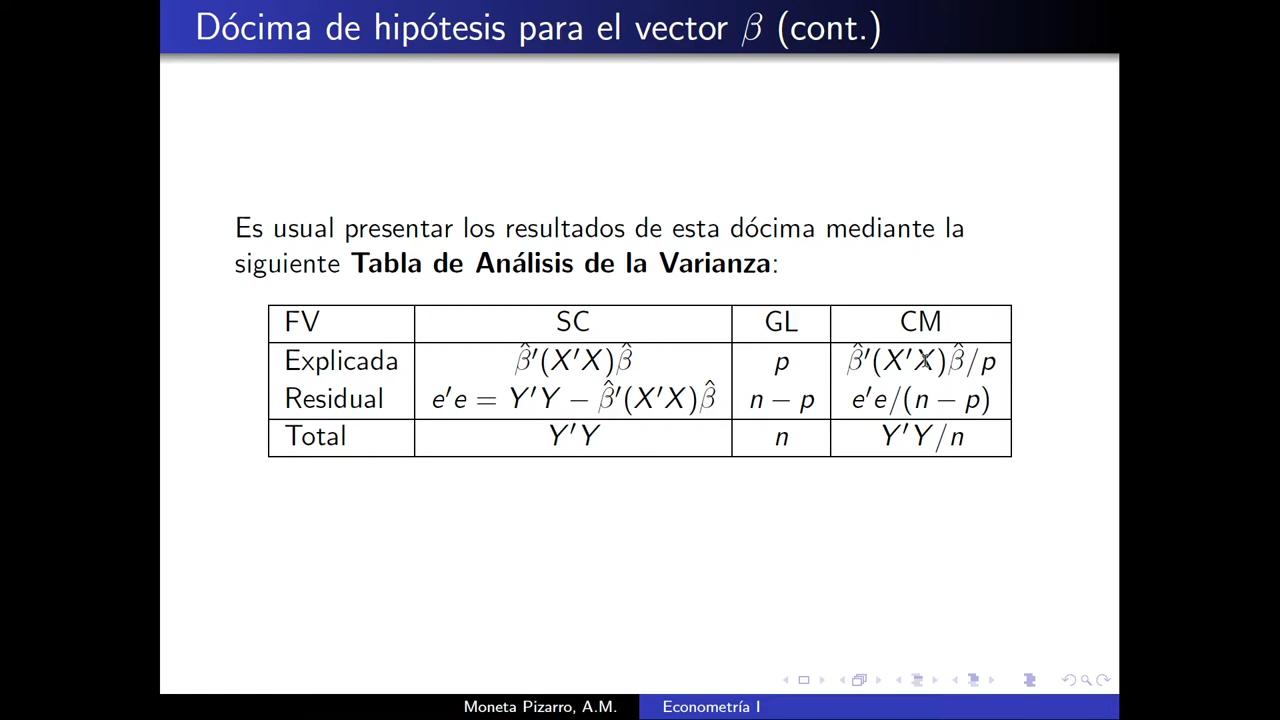 Dócima de hipótesis para el vector β (cont.)
Es usual presentar los resultados de esta dócima mediante la
siguiente Tabla de Análisis de la Varianza:
FV SC GL CM
Explicada β̂′(X′X)β̂ p β̂′(X′X)β̂/p
Residual e′e = Y′Y − β̂′(X′X)β̂ n − p e′e/(n − p)
Total Y′Y n Y′Y/n
Moneta Pizarro, A.M. Econometría I